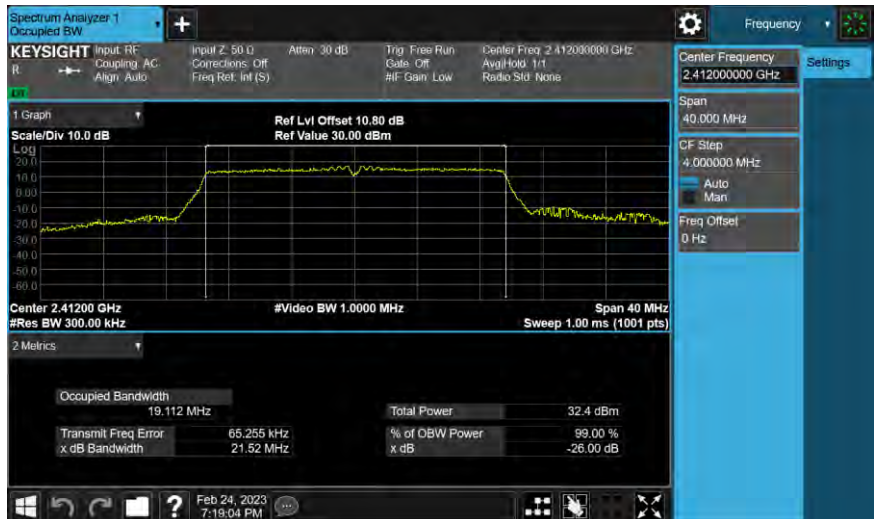 Spectrum Analyzer 1
Occupied BW
Frequency
KEYSIGHT
R
Input: RF
Coupling: AC
Align: Auto
Input Z: 50 Ω
Corrections: Off
Freq Ref: Int (S)
Atten: 30 dB
Trig: Free Run
Gate: Off
#IF Gain: Low
Center Freq: 2.412000000 GHz
Avg|Hold: 1/1
Radio Std: None
Center Frequency
2.412000000 GHz
Settings
Span
40.000 MHz
CF Step
4.000000 MHz
Auto
Man
Freq Offset
0 Hz
1 Graph
Scale/Div 10.0 dB
Ref Lvl Offset 10.80 dB
Ref Value 30.00 dBm
Log
20.0
10.0
0.00
-10.0
-20.0
-30.0
-40.0
-50.0
-60.0
Center 2.41200 GHz
#Video BW 1.0000 MHz
Span 40 MHz
#Res BW 300.00 kHz
Sweep 1.00 ms (1001 pts)
2 Metrics
Occupied Bandwidth
19.112 MHz
Total Power 32.4 dBm
Transmit Freq Error 65.255 kHz
% of OBW Power 99.00 %
x dB Bandwidth 21.52 MHz
x dB -26.00 dB
?
Feb 24, 2023
7:19:04 PM